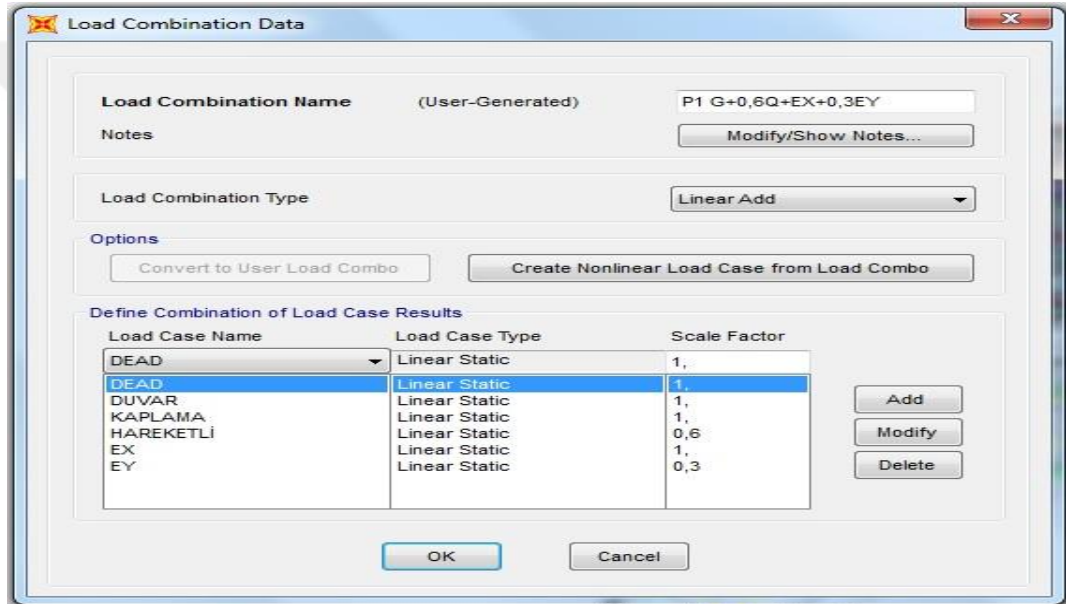 Load Combination Data
Load Combination Name (User-Generated) P1 G+0,6Q+EX+0,3EY
Notes Modify/Show Notes...
Load Combination Type Linear Add
Options
Convert to User Load Combo Create Nonlinear Load Case from Load Combo
Define Combination of Load Case Results
Load Case Name Load Case Type Scale Factor
DEAD Linear Static 1,
DEAD Linear Static 1,
DUVAR Linear Static 1,
KAPLAMA Linear Static 1,
HAREKETLİ Linear Static 0,6
EX Linear Static 1,
EY Linear Static 0,3
Add
Modify
Delete
OK Cancel